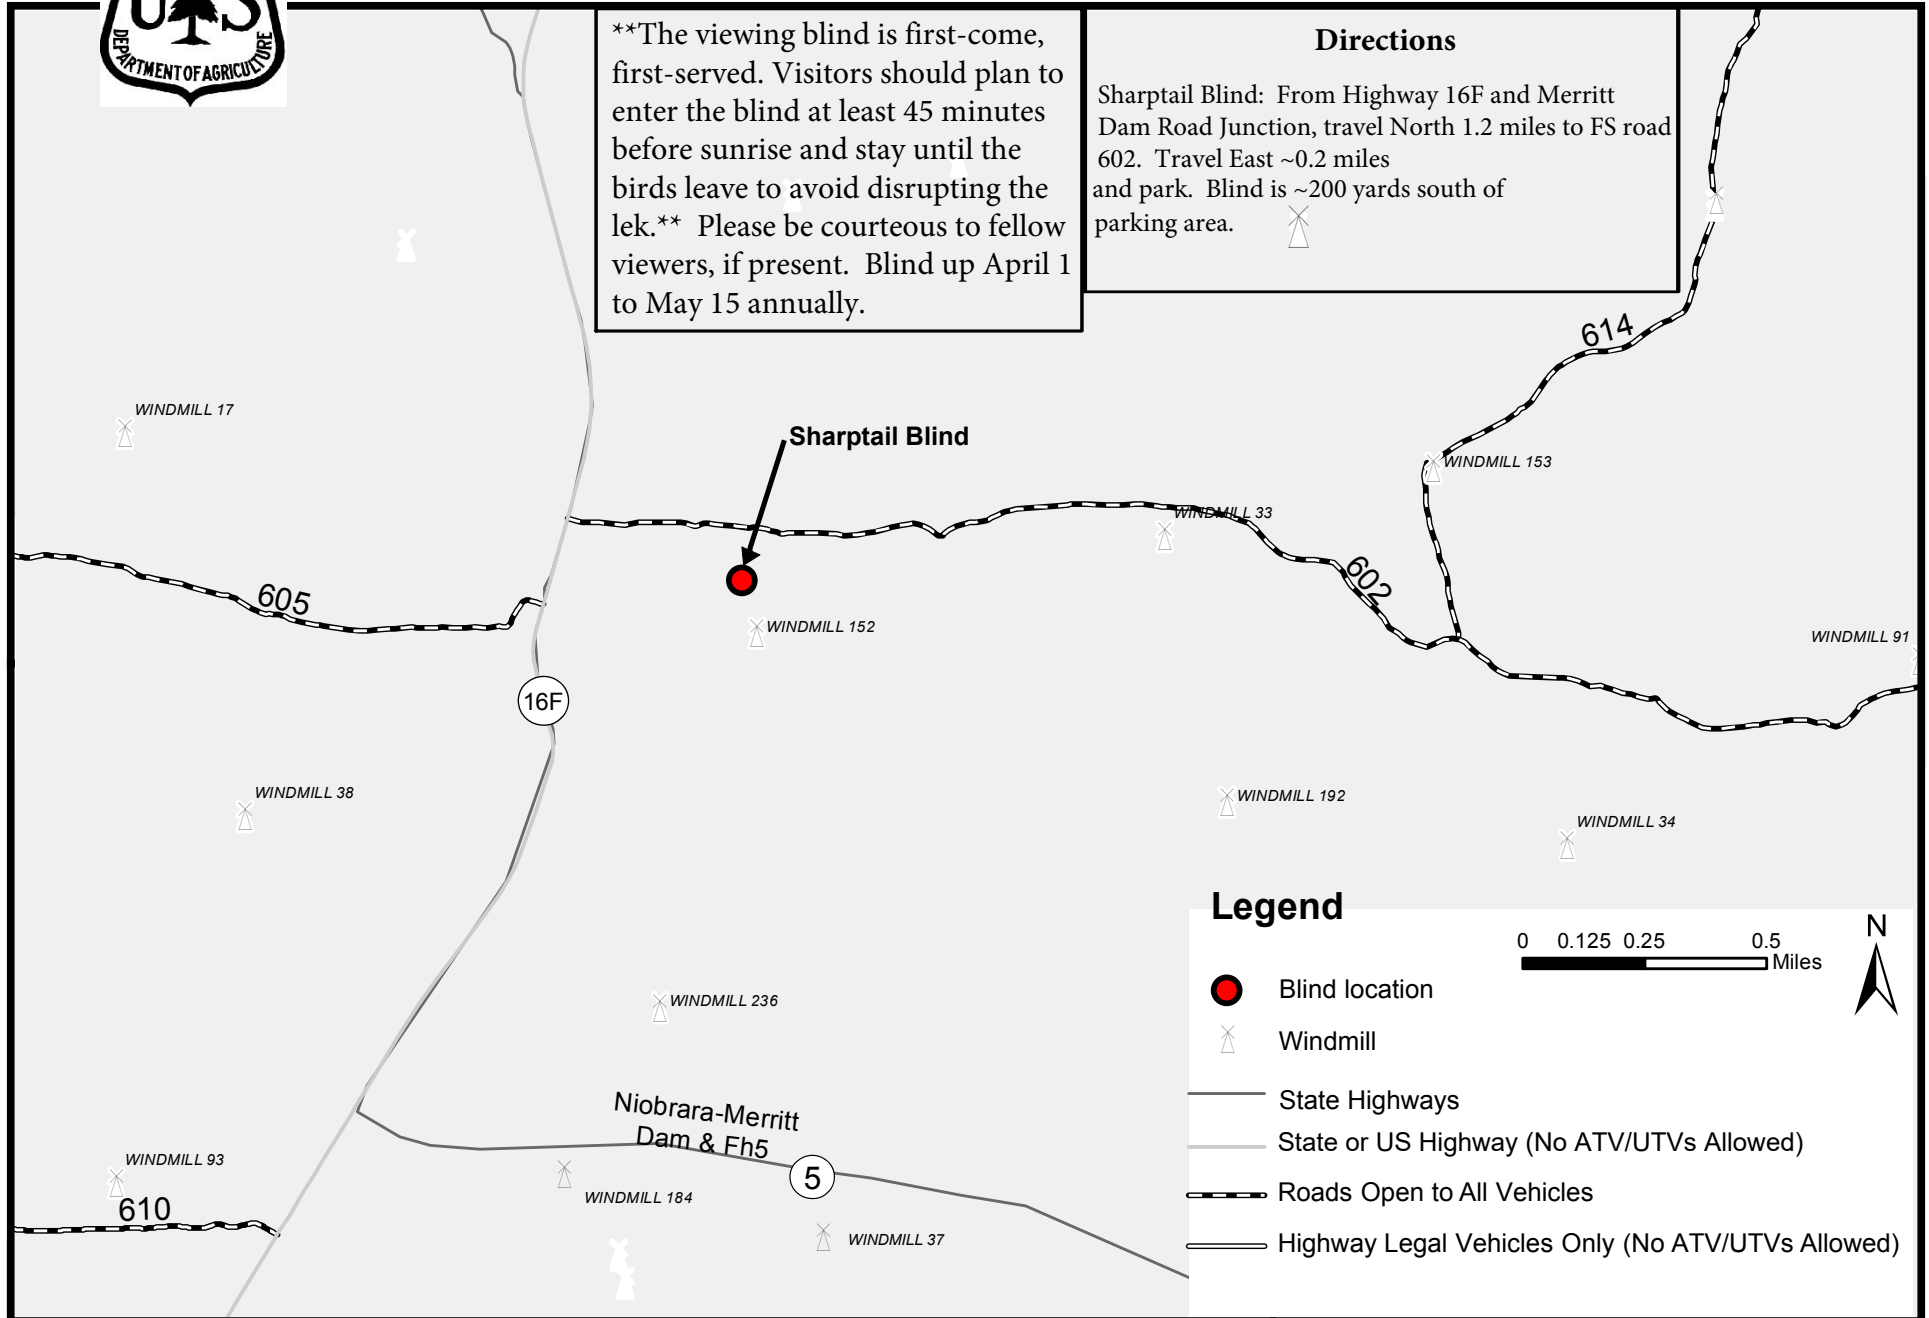 US
DEPARTMENT OF AGRICULTURE
**The viewing blind is first-come,
first-served. Visitors should plan to
enter the blind at least 45 minutes
before sunrise and stay until the
birds leave to avoid disrupting the
lek.** Please be courteous to fellow
viewers, if present. Blind up April 1
to May 15 annually.
Directions
Sharptail Blind: From Highway 16F and Merritt
Dam Road Junction, travel North 1.2 miles to FS road
602. Travel East ~0.2 miles
and park. Blind is ~200 yards south of
parking area.
614
WINDMILL 17
Sharptail Blind
WINDMILL 153
WINDMILL 33
602
605
WINDMILL 152
WINDMILL 91
16F
WINDMILL 38
WINDMILL 192
WINDMILL 34
WINDMILL 236
Niobrara-Merritt
Dam & Fh5
5
WINDMILL 93
610
WINDMILL 184
WINDMILL 37
Legend
0 0.125 0.25 0.5
Miles
N
Blind location
Windmill
State Highways
State or US Highway (No ATV/UTVs Allowed)
Roads Open to All Vehicles
Highway Legal Vehicles Only (No ATV/UTVs Allowed)